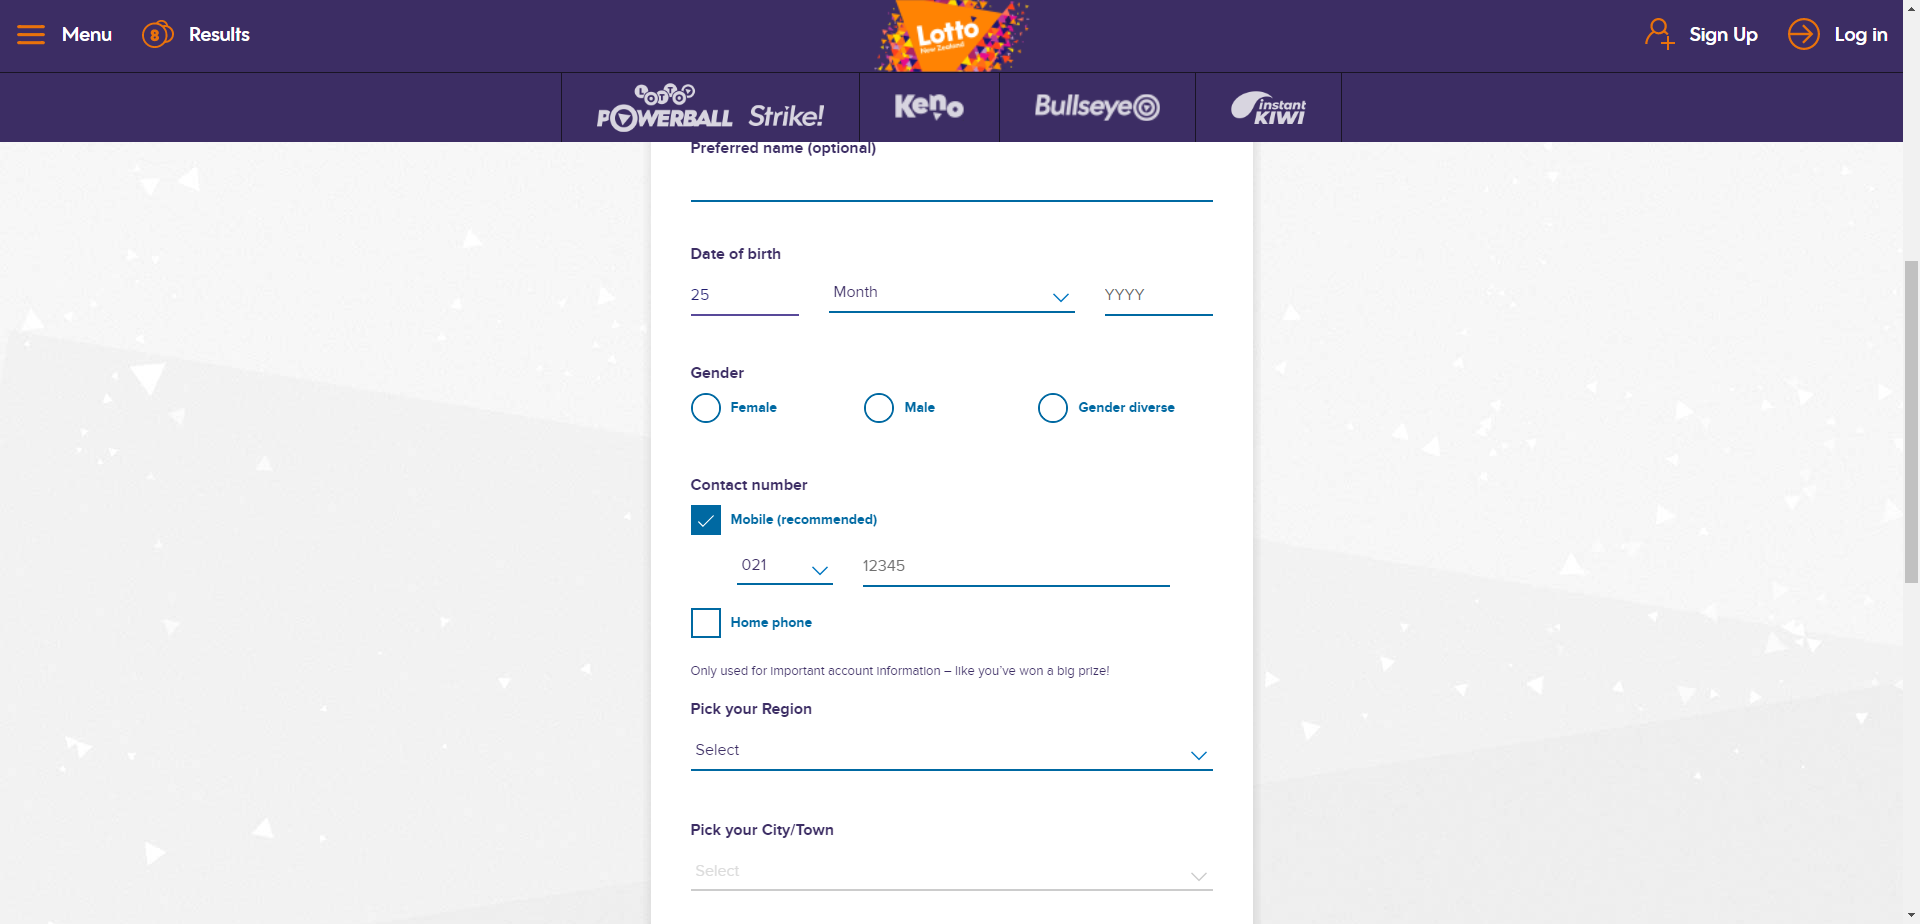 Menu
8
Results
Lotto
New Zealand
Sign Up
Log in
LOTTO
POWERBALL
Strike!
Keno
Bullseye
instant
KIWI
Preferred name (optional)
Date of birth
25
Month
YYYY
Gender
Female
Male
Gender diverse
Contact number
Mobile (recommended)
021
12345
Home phone
Only used for important account information – like you've won a big prize!
Pick your Region
Select
Pick your City/Town
Select